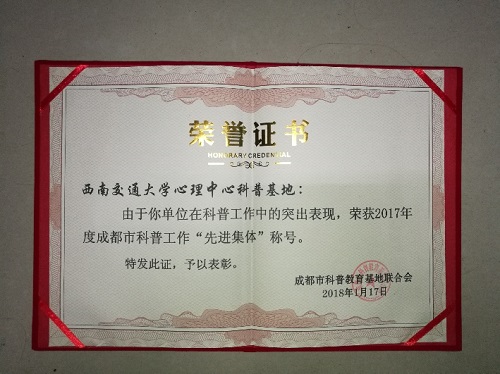 荣誉证书
HONORARY CREDENTIAL
西南交通大学心理中心科普基地：
由于你单位在科普工作中的突出表现，荣获2017年
度成都市科普工作“先进集体”称号。
特发此证，予以表彰。
成都市科普教育基地联合会
2018年1月17日